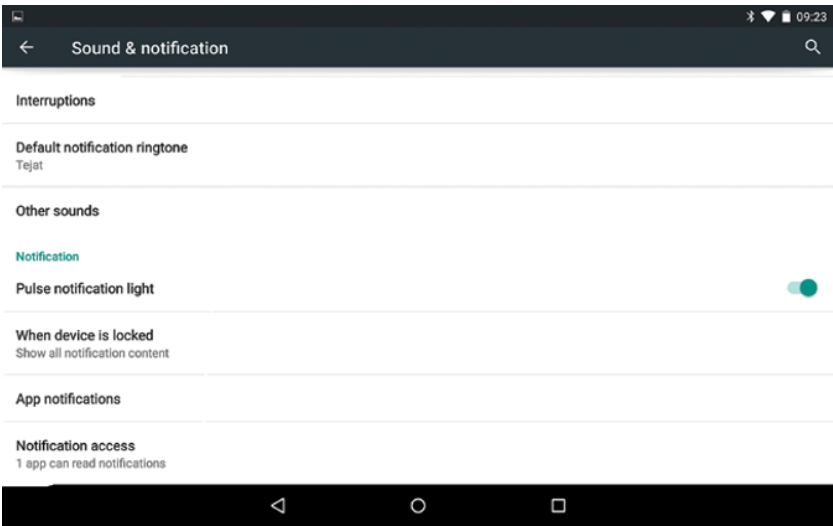 09:23
Sound & notification
Interruptions
Default notification ringtone
Tejat
Other sounds
Notification
Pulse notification light
When device is locked
Show all notification content
App notifications
Notification access
1 app can read notifications